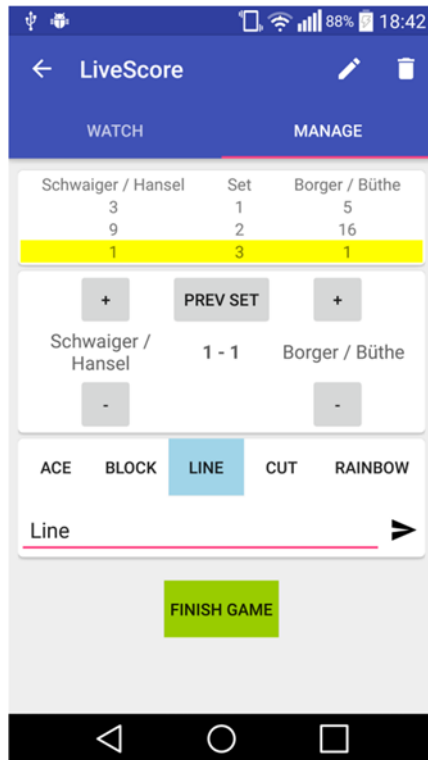 88% 18:42
LiveScore
WATCH MANAGE
Schwaiger / Hansel Set Borger / Büthe
3 1 5
9 2 16
1 3 1
+ PREV SET +
Schwaiger /
Hansel 1 - 1 Borger / Büthe
- -
ACE BLOCK LINE CUT RAINBOW
Line
FINISH GAME